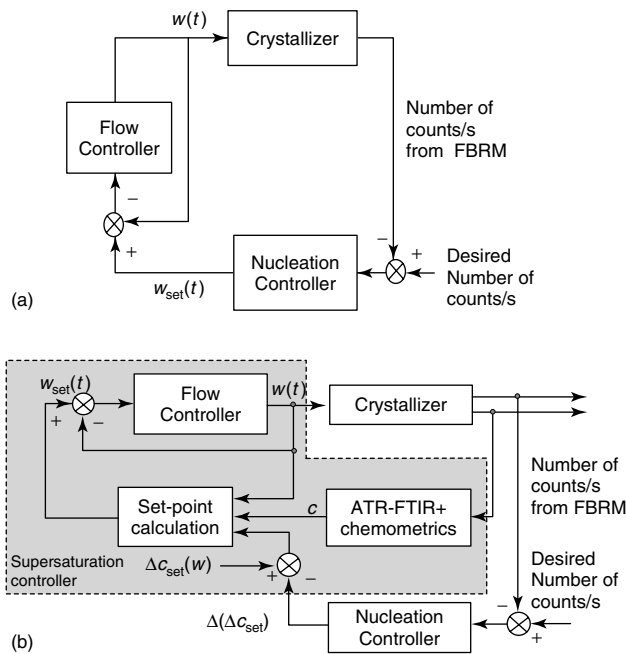 w(t)
Crystallizer
Flow
Controller
Number of
counts/s
from FBRM
−
+
−
+
Nucleation
Controller
Desired
Number of
counts/s
w_set(t)
(a)
w_set(t)
Flow
Controller
w(t)
Crystallizer
+
−
Set-point
calculation
c
ATR-FTIR+
chemometrics
Number of
counts/s
from FBRM
Supersaturation
controller
Δc_set(w)
+
−
Desired
Number of
counts/s
−
+
Δ(Δc_set)
Nucleation
Controller
(b)